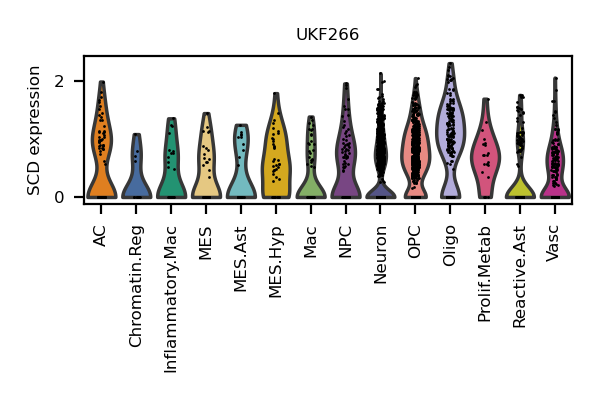 UKF266
SCD expression
2
0
AC
Chromatin.Reg
Inflammatory.Mac
MES
MES.Ast
MES.Hyp
Mac
NPC
Neuron
OPC
Oligo
Prolif.Metab
Reactive.Ast
Vasc